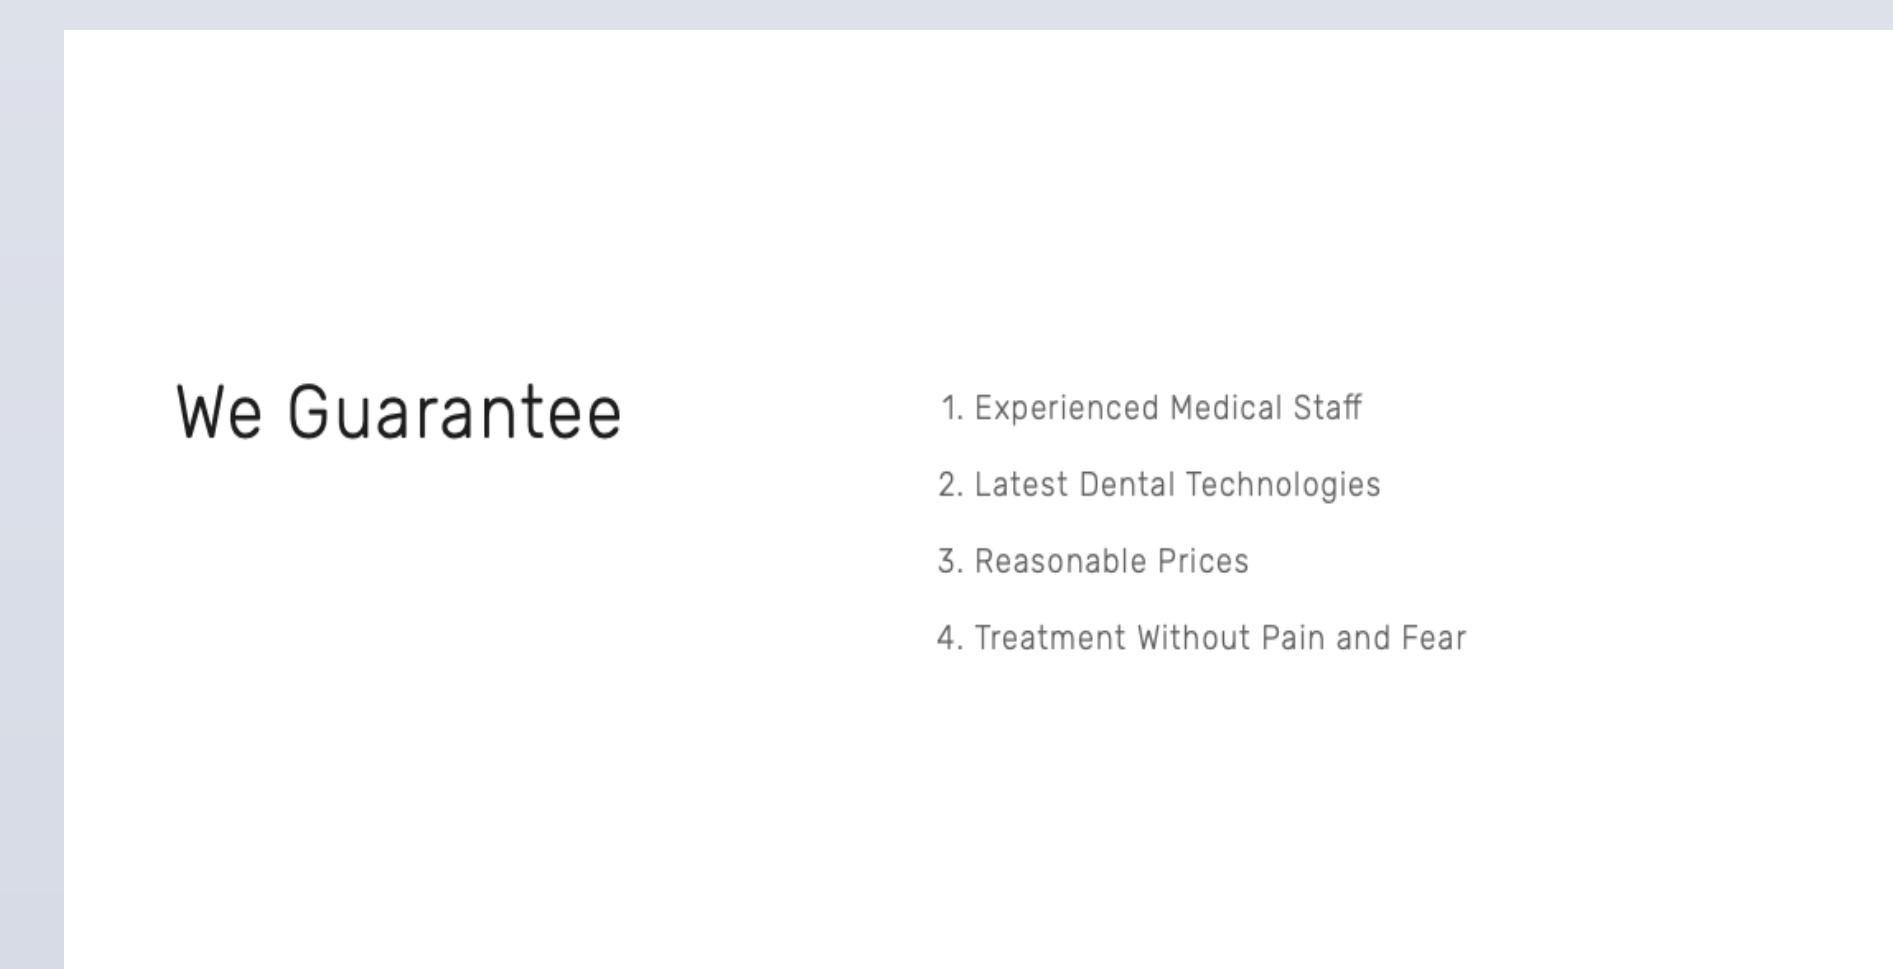 We Guarantee
1. Experienced Medical Staff
2. Latest Dental Technologies
3. Reasonable Prices
4. Treatment Without Pain and Fear